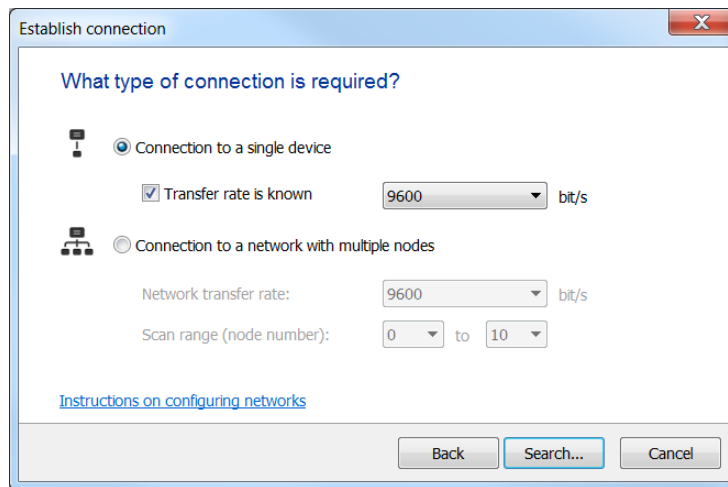 Establish connection
What type of connection is required?
Connection to a single device
Transfer rate is known 9600 bit/s
Connection to a network with multiple nodes
Network transfer rate: 9600 bit/s
Scan range (node number): 0 to 10
Instructions on configuring networks
Back Search... Cancel